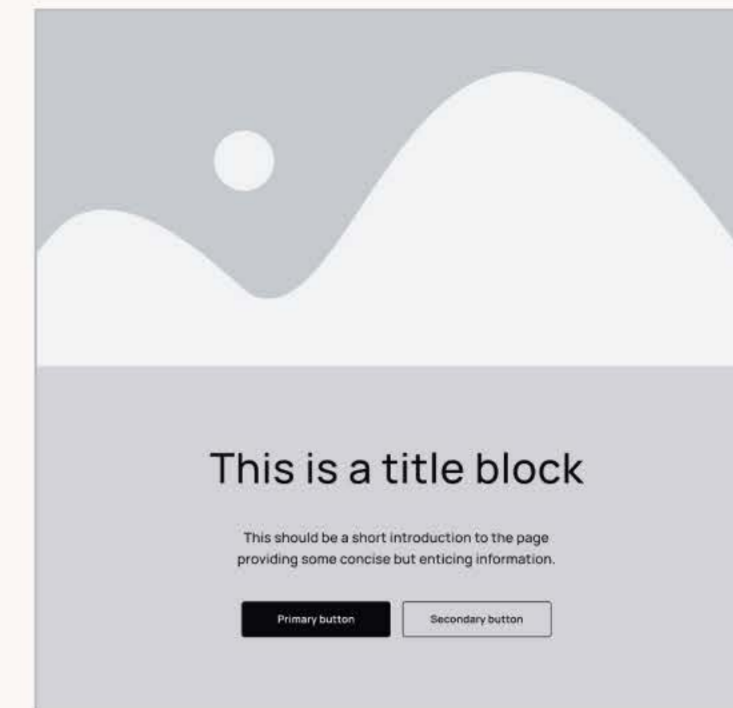 This is a title block
This should be a short introduction to the page
providing some concise but enticing information.
Primary button
Secondary button